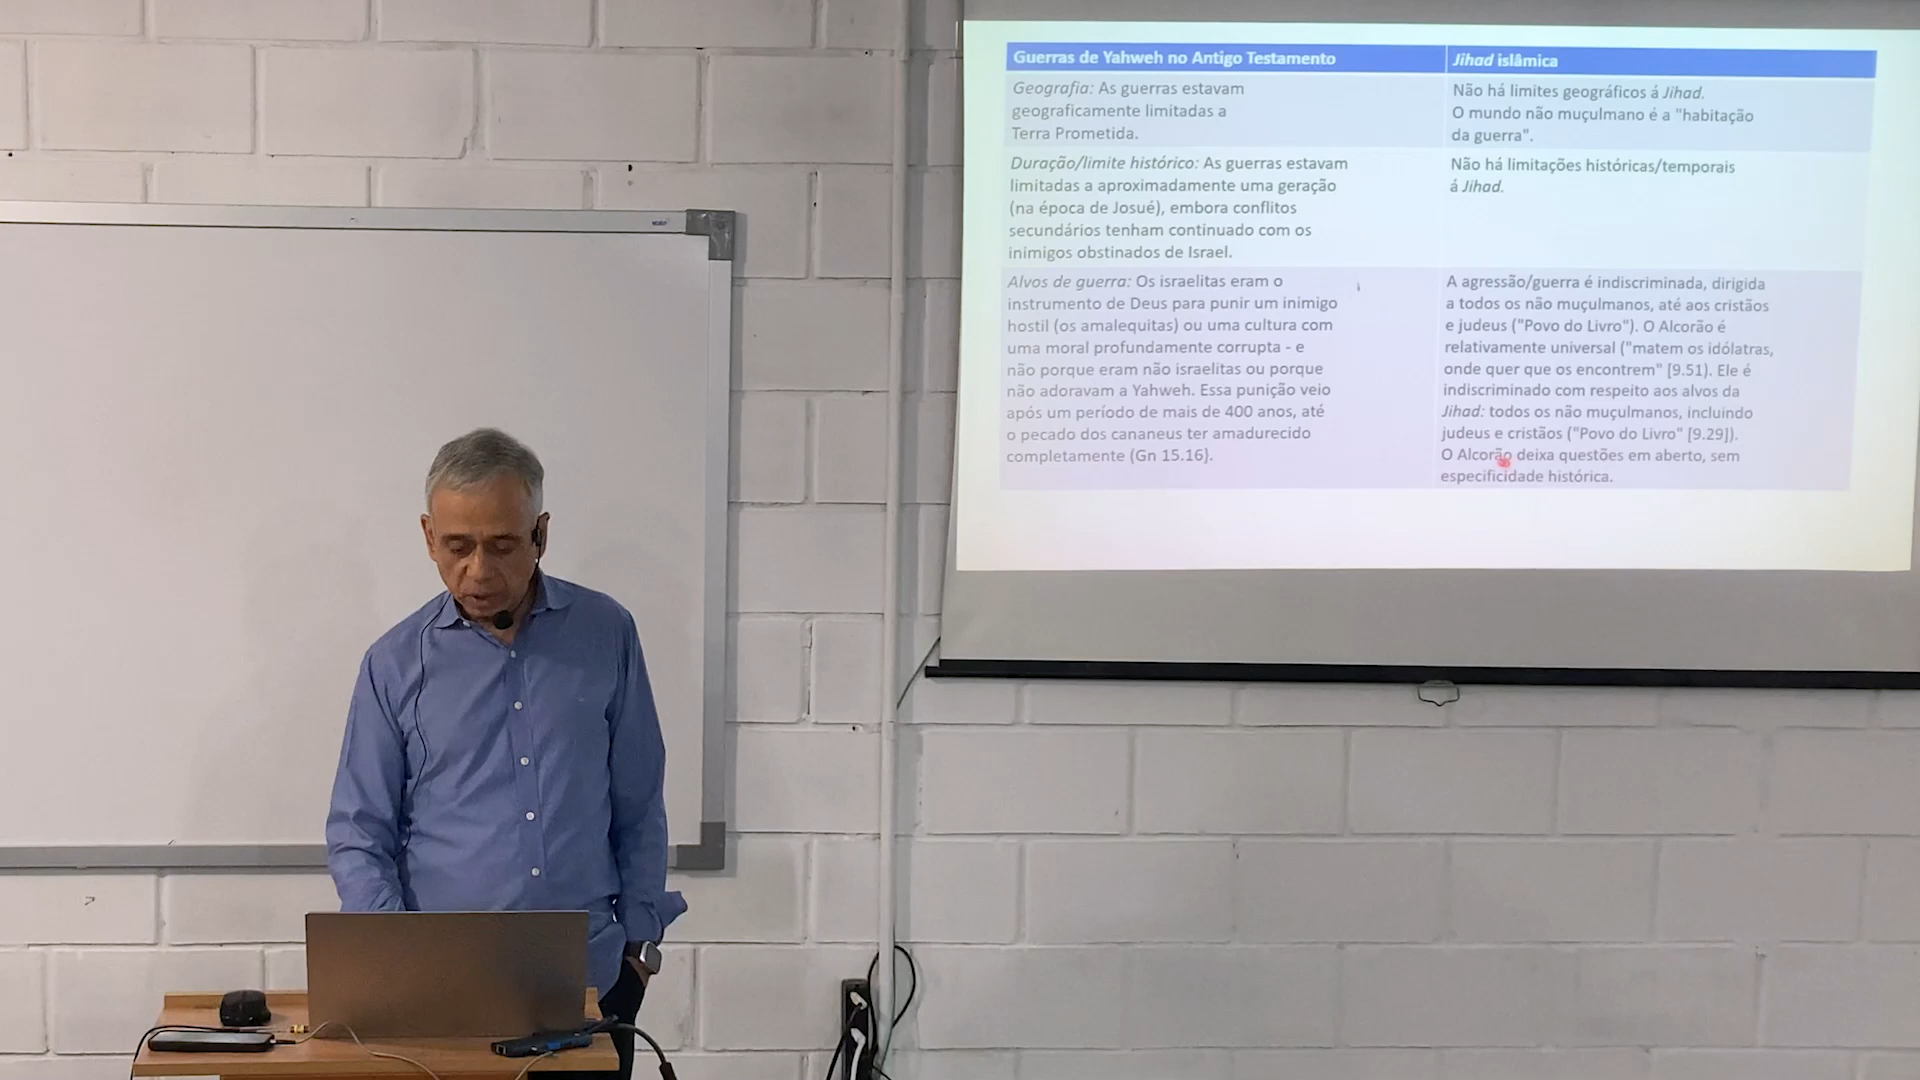 Guerras de Yahweh no Antigo Testamento
Jihad islâmica
Geografia: As guerras estavam
geograficamente limitadas a
Terra Prometida.
Não há limites geográficos á Jihad.
O mundo não muçulmano é a "habitação
da guerra".
Duração/limite histórico: As guerras estavam
limitadas a aproximadamente uma geração
(na época de Josué), embora conflitos
secundários tenham continuado com os
inimigos obstinados de Israel.
Não há limitações históricas/temporais
á Jihad.
Alvos de guerra: Os israelitas eram o
instrumento de Deus para punir um inimigo
hostil (os amalequitas) ou uma cultura com
uma moral profundamente corrupta - e
não porque eram não israelitas ou porque
não adoravam a Yahweh. Essa punição veio
após um período de mais de 400 anos, até
o pecado dos cananeus ter amadurecido
completamente (Gn 15.16}.
A agressão/guerra é indiscriminada, dirigida
a todos os não muçulmanos, até aos cristãos
e judeus ("Povo do Livro"). O Alcorão é
relativamente universal ("matem os idólatras,
onde quer que os encontrem" [9.51). Ele é
indiscriminado com respeito aos alvos da
Jihad: todos os não muçulmanos, incluindo
judeus e cristãos ("Povo do Livro" [9.29]).
O Alcorão deixa questões em aberto, sem
especificidade histórica.